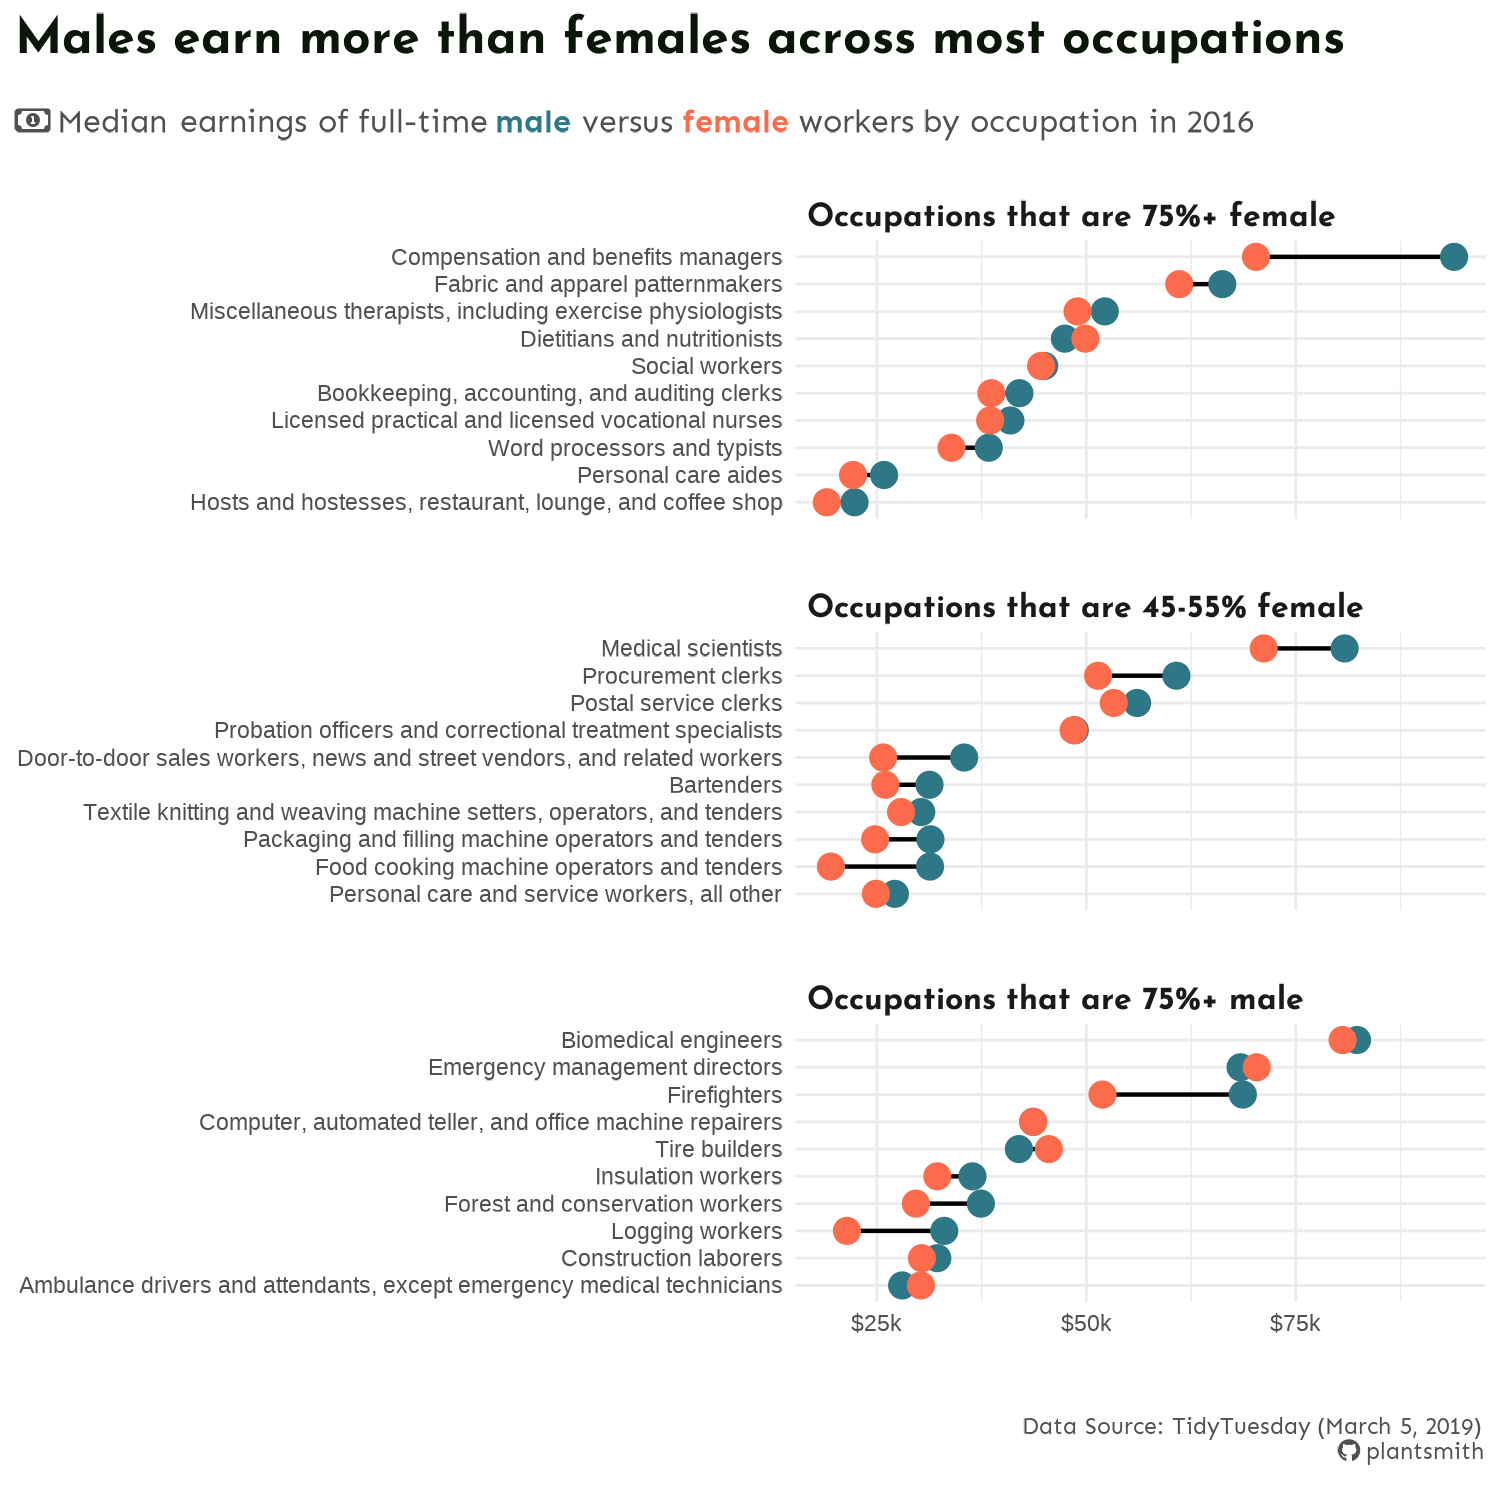 Males earn more than females across most occupations
Median earnings of full-time male versus female workers by occupation in 2016
Occupations that are 75%+ female
Compensation and benefits managers
Fabric and apparel patternmakers
Miscellaneous therapists, including exercise physiologists
Dietitians and nutritionists
Social workers
Bookkeeping, accounting, and auditing clerks
Licensed practical and licensed vocational nurses
Word processors and typists
Personal care aides
Hosts and hostesses, restaurant, lounge, and coffee shop
Occupations that are 45-55% female
Medical scientists
Procurement clerks
Postal service clerks
Probation officers and correctional treatment specialists
Door-to-door sales workers, news and street vendors, and related workers
Bartenders
Textile knitting and weaving machine setters, operators, and tenders
Packaging and filling machine operators and tenders
Food cooking machine operators and tenders
Personal care and service workers, all other
Occupations that are 75%+ male
Biomedical engineers
Emergency management directors
Firefighters
Computer, automated teller, and office machine repairers
Tire builders
Insulation workers
Forest and conservation workers
Logging workers
Construction laborers
Ambulance drivers and attendants, except emergency medical technicians
$25k $50k $75k
Data Source: TidyTuesday (March 5, 2019)
plantsmith